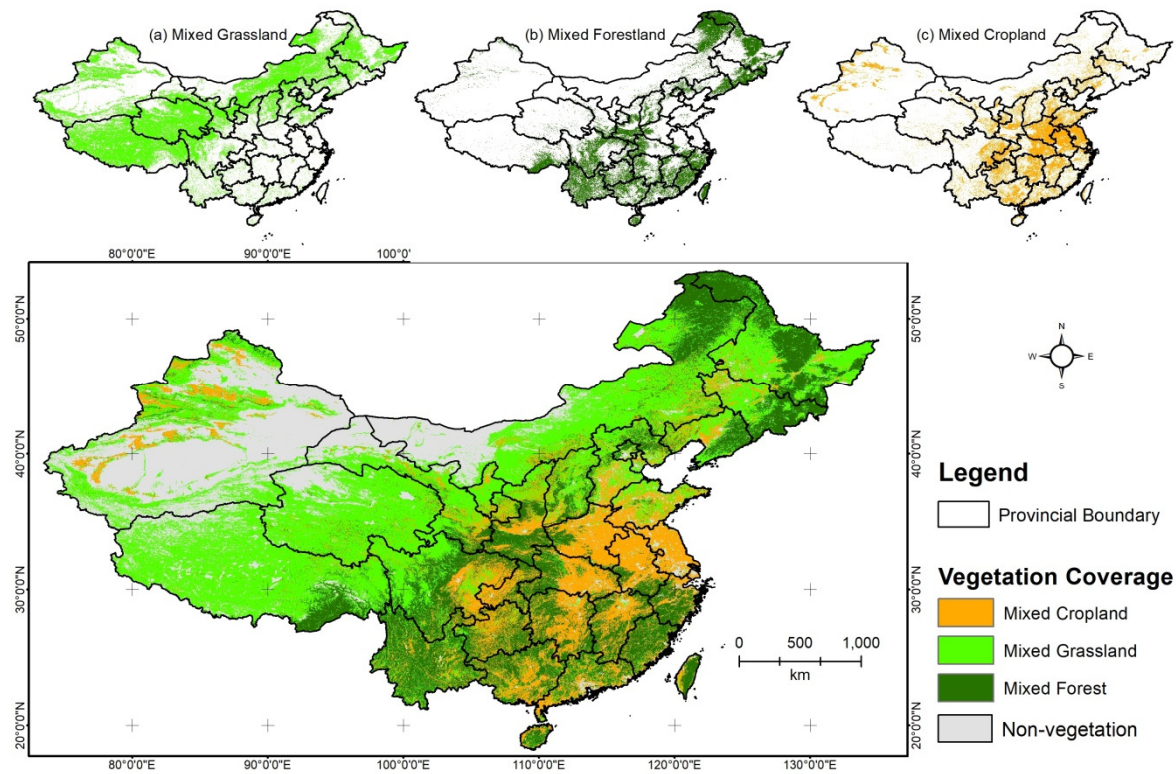 (a) Mixed Grassland
(b) Mixed Forestland
(c) Mixed Cropland
80°0'0"E 90°0'0"E 100°0'
50°0'0"N
50°0'0"N
40°0'0"N
40°0'0"N
30°0'0"N
30°0'0"N
20°0'0"N
20°0'0"N
80°0'0"E 90°0'0"E 100°0'0"E 110°0'0"E 120°0'0"E 130°0'0"E
N
W E
S
0 500 1,000
km
Legend
Provincial Boundary
Vegetation Coverage
Mixed Cropland
Mixed Grassland
Mixed Forest
Non-vegetation